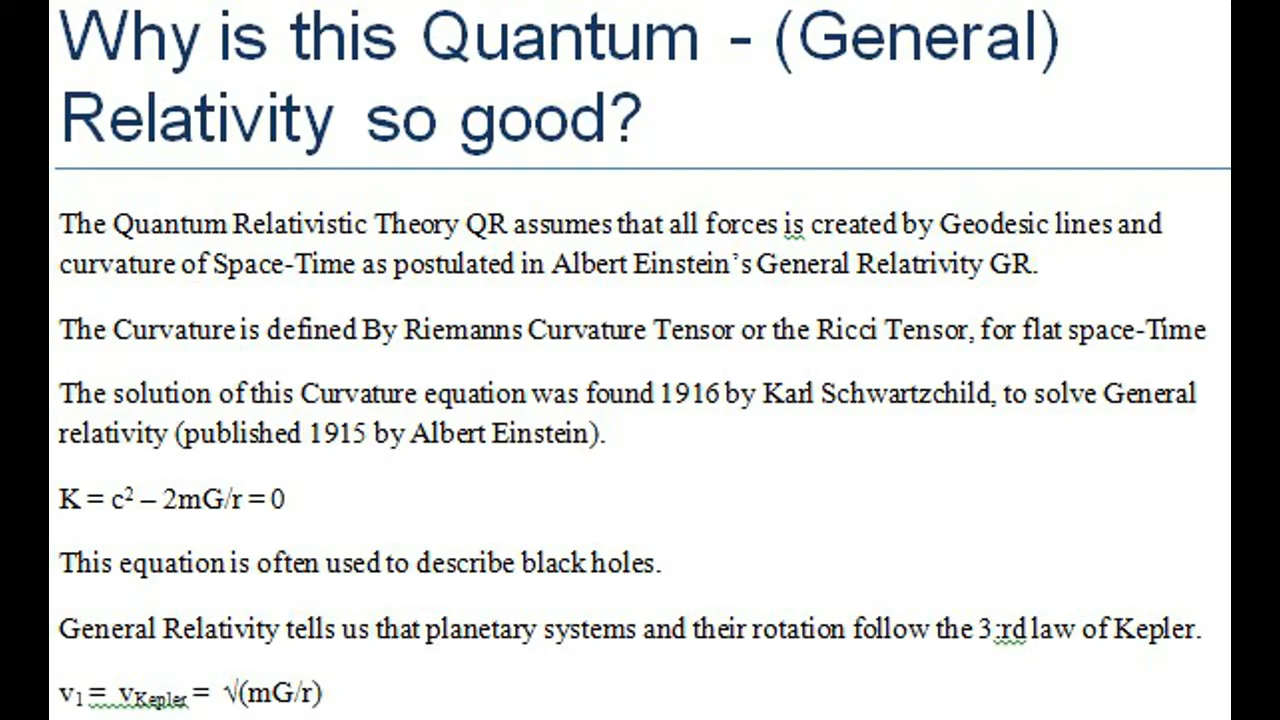 Why is this Quantum - (General)
Relativity so good?
The Quantum Relativistic Theory QR assumes that all forces is created by Geodesic lines and
curvature of Space-Time as postulated in Albert Einstein’s General Relatrivity GR.
The Curvature is defined By Riemanns Curvature Tensor or the Ricci Tensor, for flat space-Time
The solution of this Curvature equation was found 1916 by Karl Schwartzchild, to solve General
relativity (published 1915 by Albert Einstein).
K = c² – 2mG/r = 0
This equation is often used to describe black holes.
General Relativity tells us that planetary systems and their rotation follow the 3:rd law of Kepler.
v₁ = vKepler = √(mG/r)